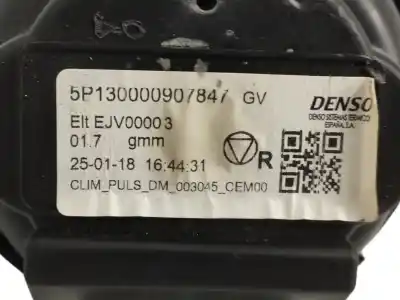 5P130000907847 GV
DENSO
DENSO SISTEMAS TERMICOS
ESPAÑA, S.A.
Elt EJV00003
01.7 gmm
R
25-01-18 16:44:31
CLIM_PULS_DM_003045_CEM00